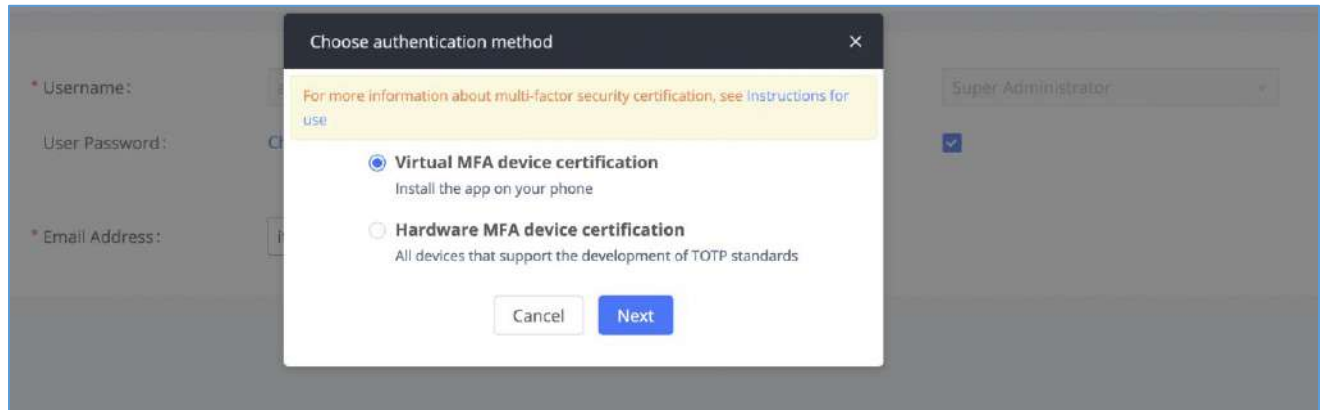 Choose authentication method
* Username:
For more information about multi-factor security certification, see Instructions for
use
Super Administrator
User Password:
Virtual MFA device certification
Install the app on your phone
* Email Address:
Hardware MFA device certification
All devices that support the development of TOTP standards
Cancel
Next